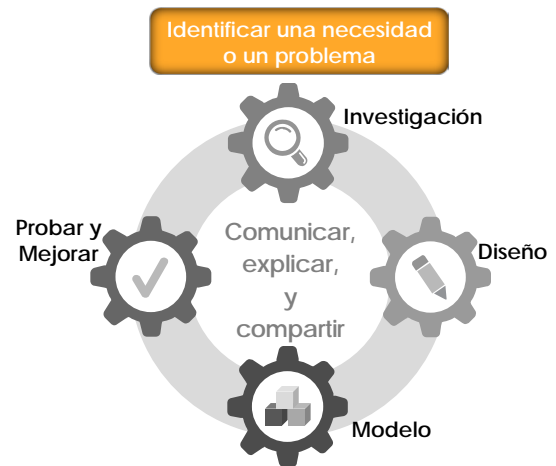 Identificar una necesidad
o un problema
Investigación
Probar y
Mejorar
Comunicar,
explicar,
y
compartir
Diseño
Modelo